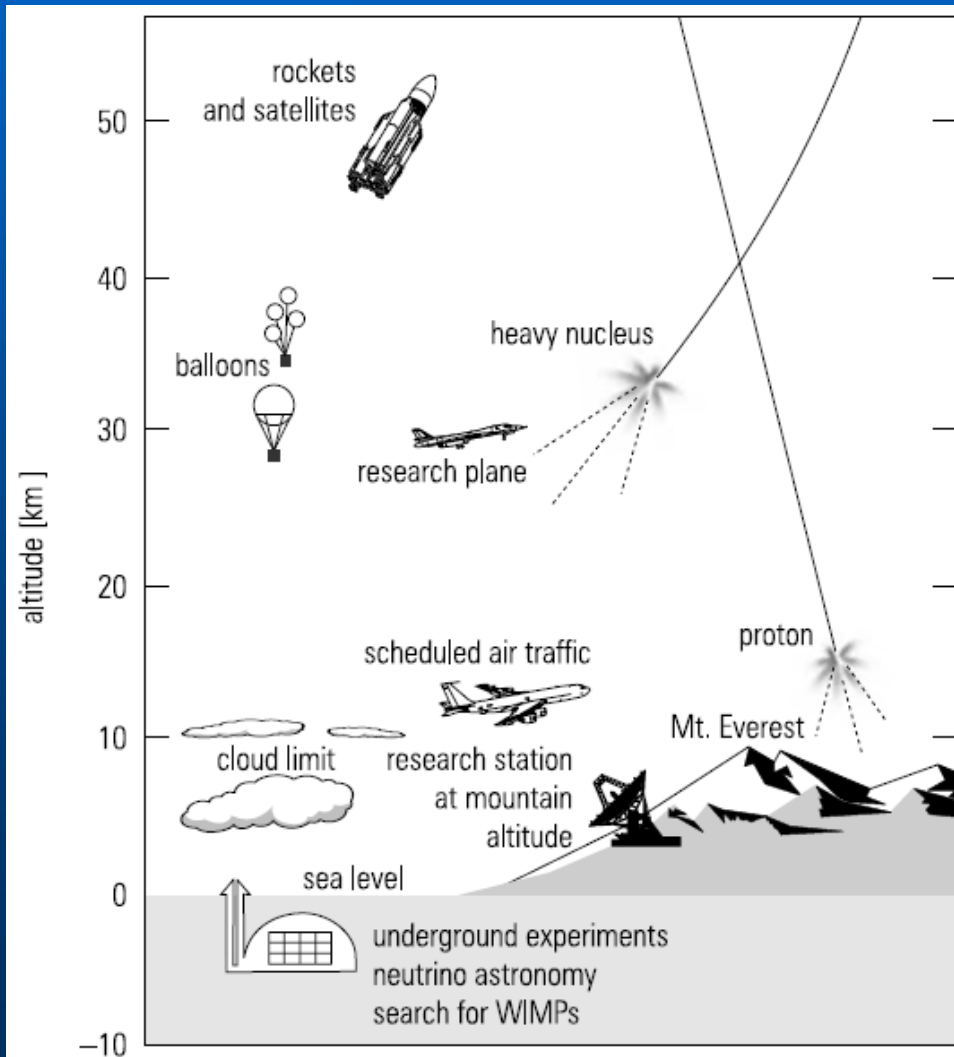 rockets
and satellites
50
40
heavy nucleus
balloons
30
research plane
altitude [km]
20
proton
scheduled air traffic
Mt. Everest
10
cloud limit
research station
at mountain
altitude
sea level
0
underground experiments
neutrino astronomy
search for WIMPs
–10